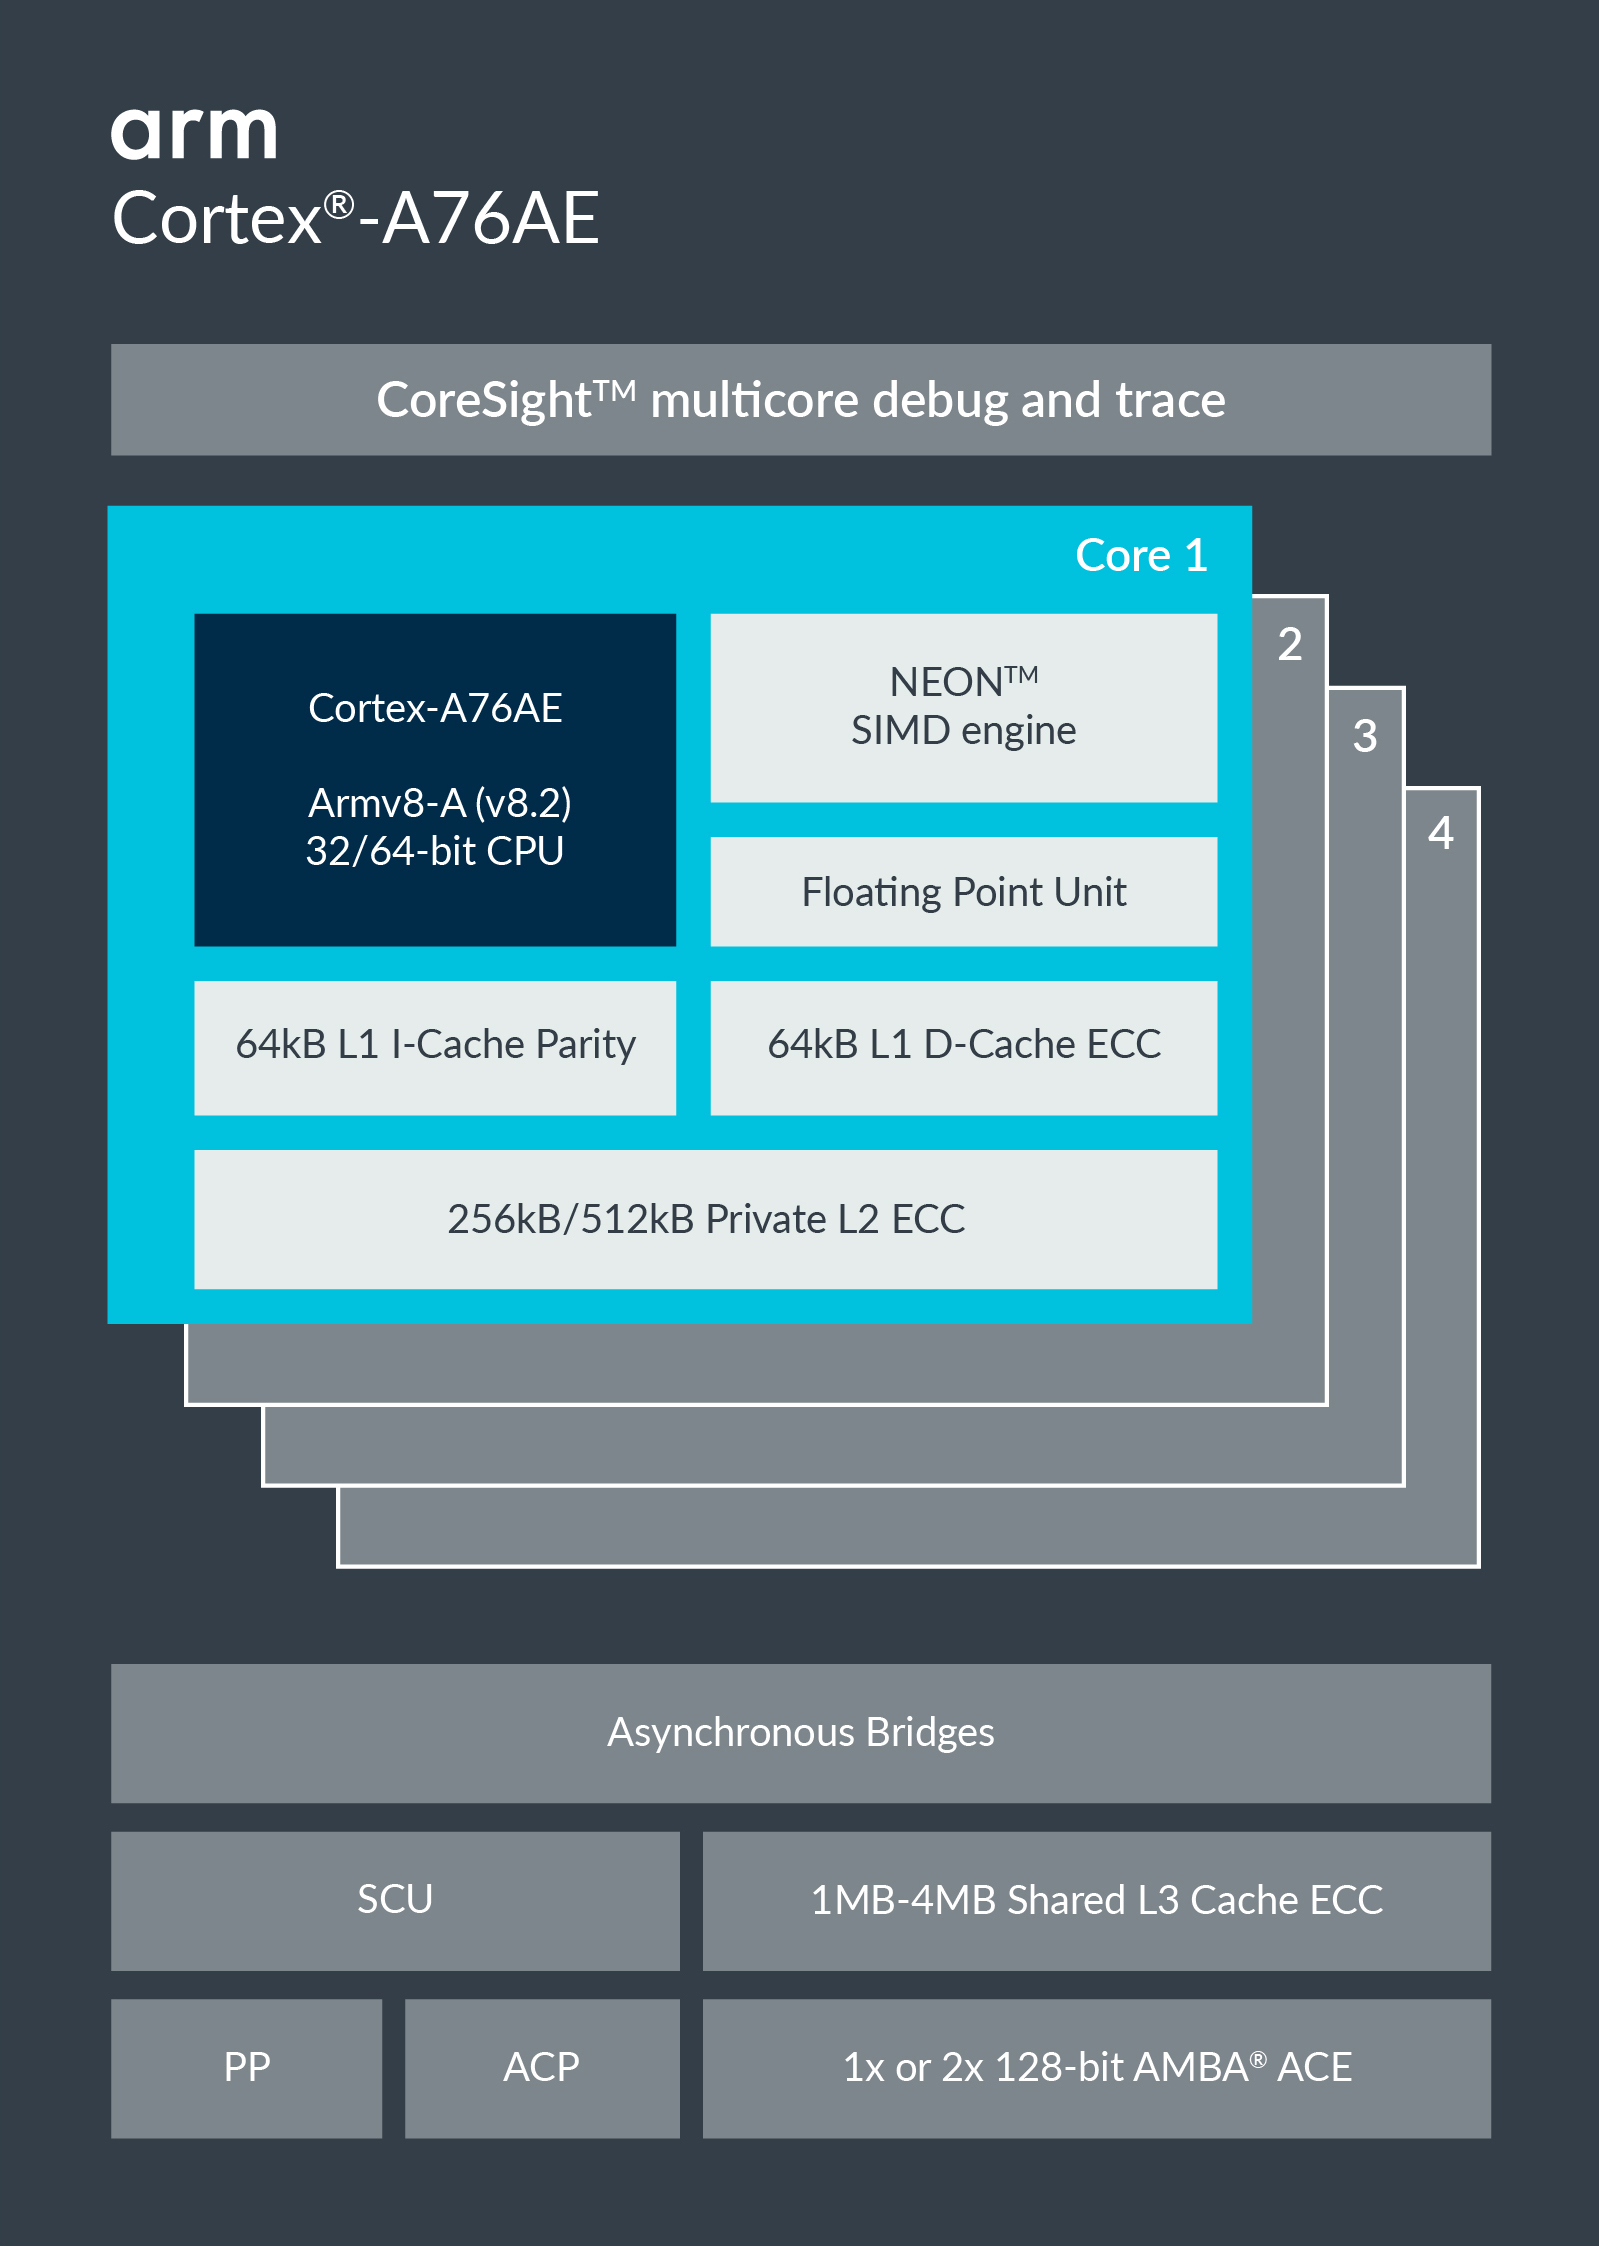 arm
Cortex®-A76AE
CoreSight™ multicore debug and trace
Core 1
2
3
4
Cortex-A76AE
Armv8-A (v8.2)
32/64-bit CPU
NEON™
SIMD engine
Floating Point Unit
64kB L1 I-Cache Parity
64kB L1 D-Cache ECC
256kB/512kB Private L2 ECC
Asynchronous Bridges
SCU
1MB-4MB Shared L3 Cache ECC
PP
ACP
1x or 2x 128-bit AMBA® ACE